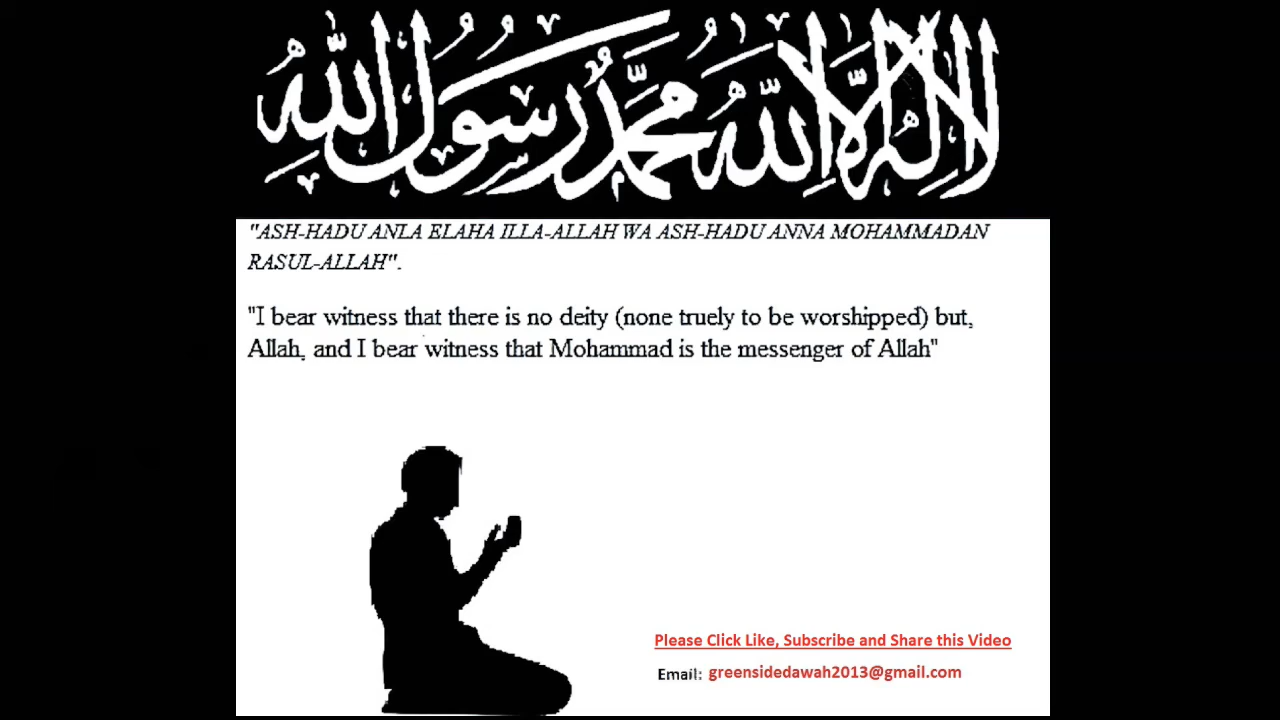 لا إله إلا الله محمد رسول الله
"ASH-HADU ANLA ELAHA ILLA-ALLAH WA ASH-HADU ANNA MOHAMMADAN
RASUL-ALLAH".
"I bear witness that there is no deity (none truely to be worshipped) but,
Allah, and I bear witness that Mohammad is the messenger of Allah"
Please Click Like, Subscribe and Share this Video
Email: greensidedawah2013@gmail.com